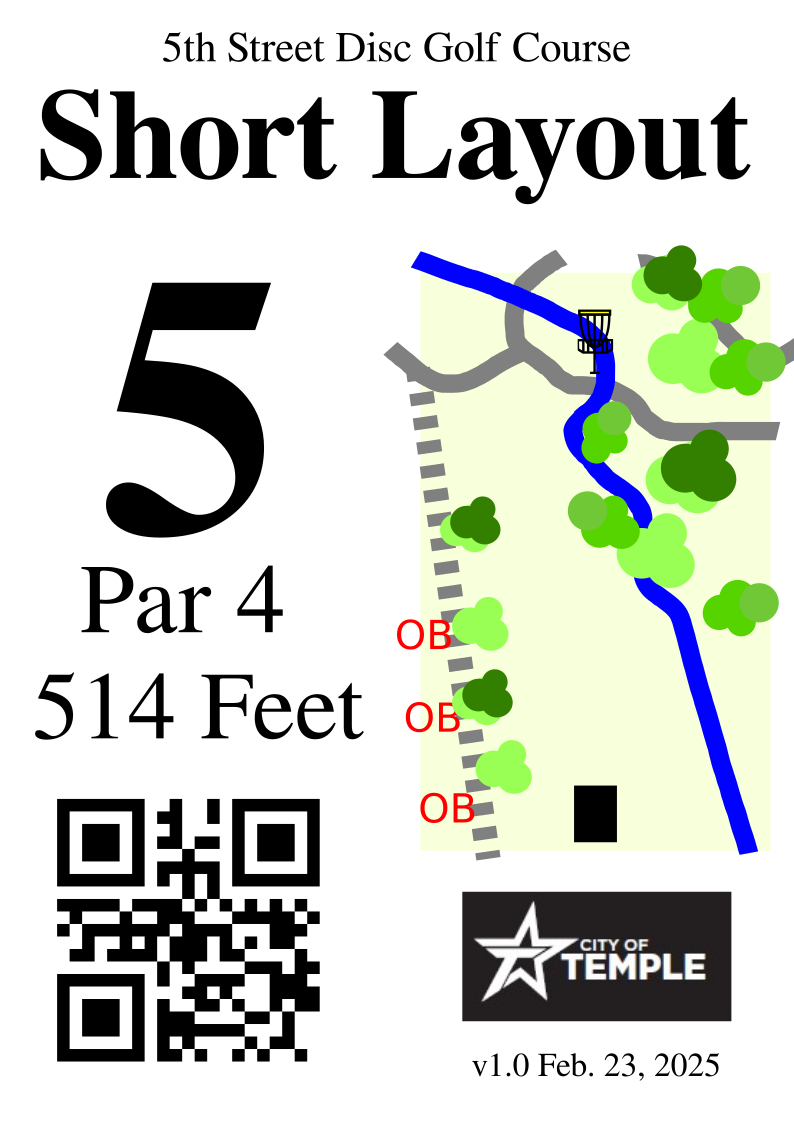 5th Street Disc Golf Course
Short Layout
5
Par 4
514 Feet
OB
OB
OB
CITY OF
TEMPLE
v1.0 Feb. 23, 2025